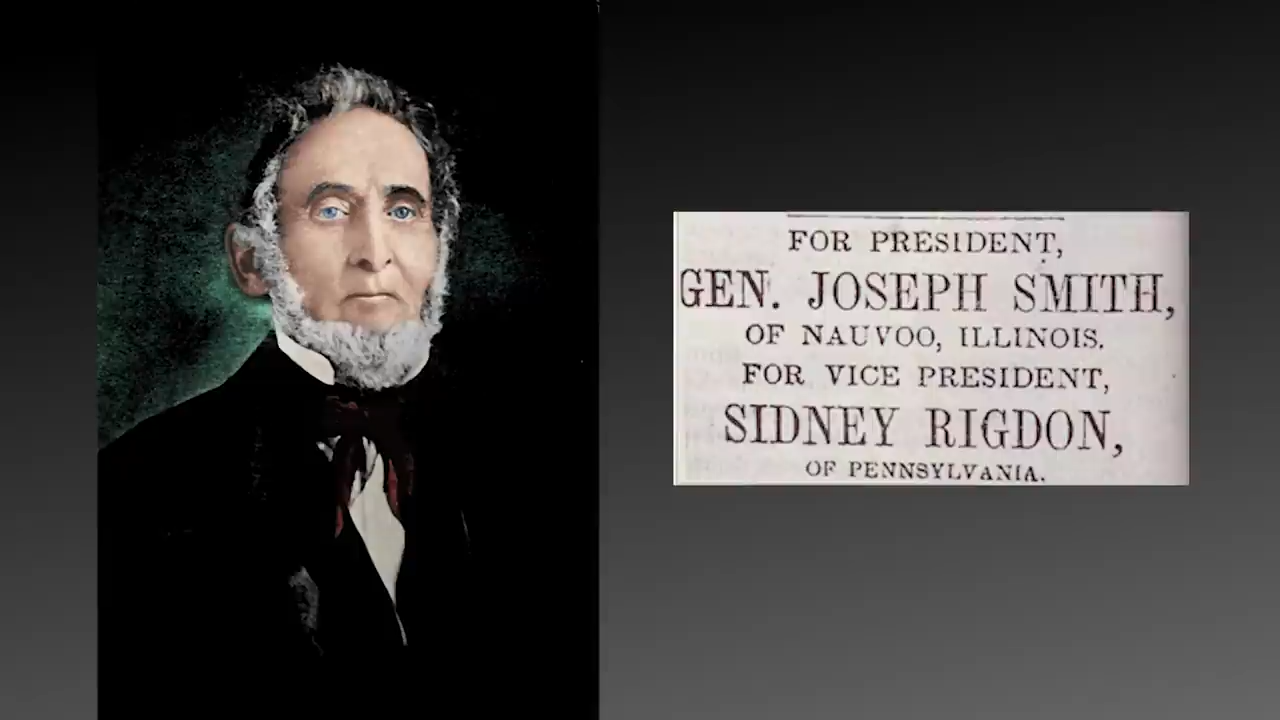 FOR PRESIDENT,
GEN. JOSEPH SMITH,
OF NAUVOO, ILLINOIS.
FOR VICE PRESIDENT,
SIDNEY RIGDON,
OF PENNSYLVANIA.